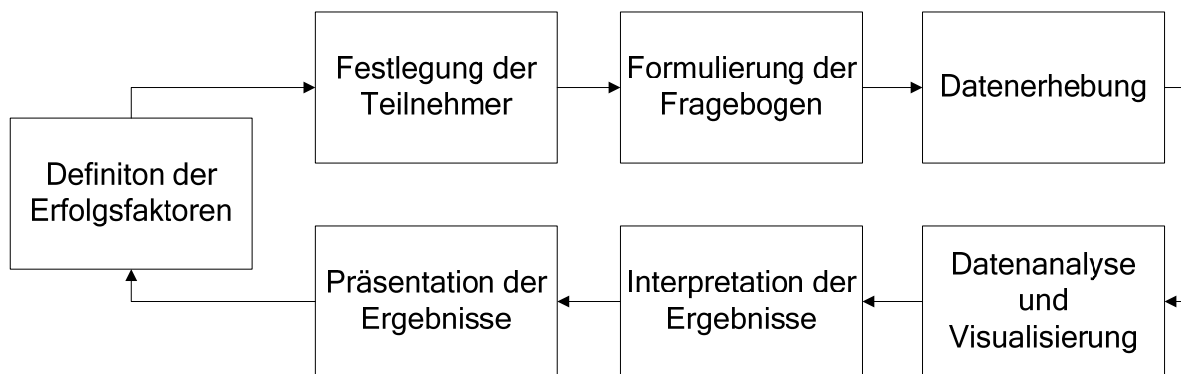 Festlegung der
Teilnehmer
Formulierung der
Fragebogen
Datenerhebung
Definiton der
Erfolgsfaktoren
Präsentation der
Ergebnisse
Interpretation der
Ergebnisse
Datenanalyse
und
Visualisierung